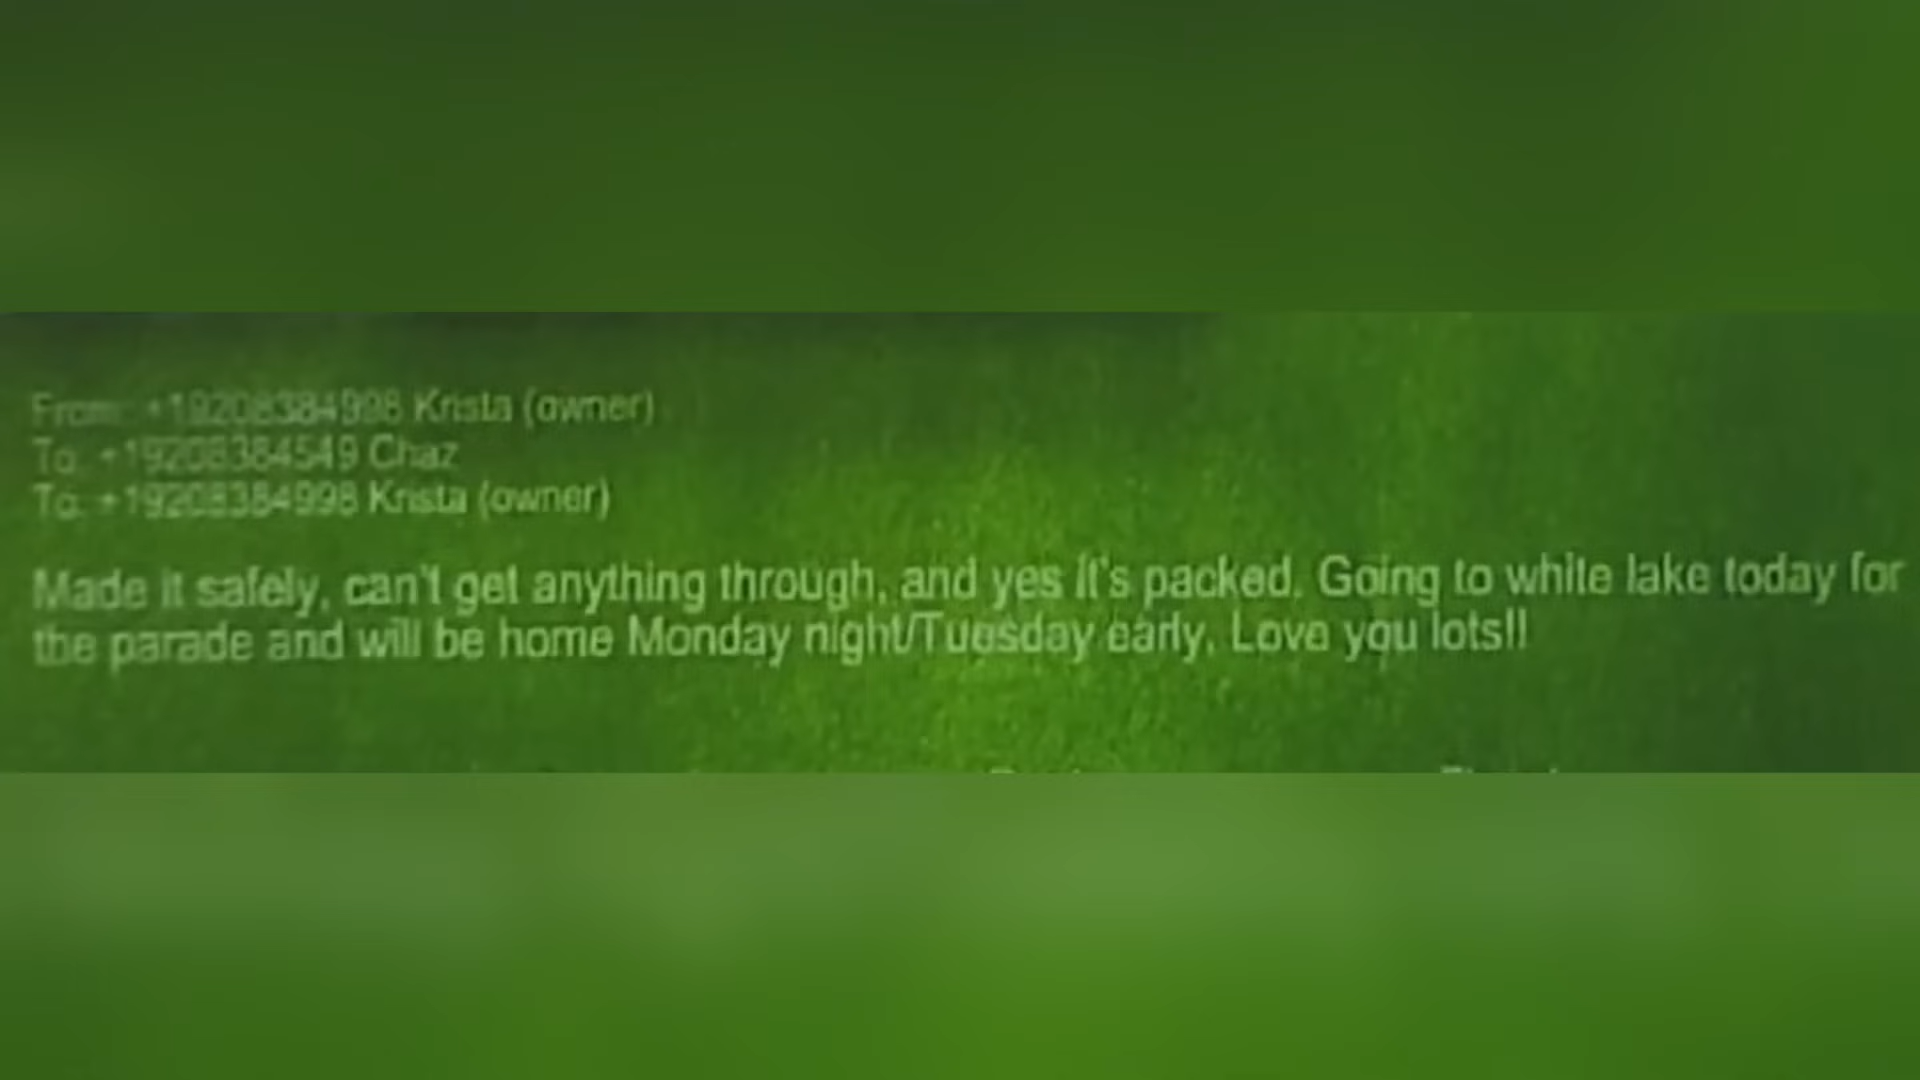 From: +19208384998 Krista (owner)
To: +19208384549 Chaz
To: +19208384998 Krista (owner)
Made it safely, can't get anything through, and yes it's packed. Going to white lake today for
the parade and will be home Monday night/Tuesday early. Love you lots!!